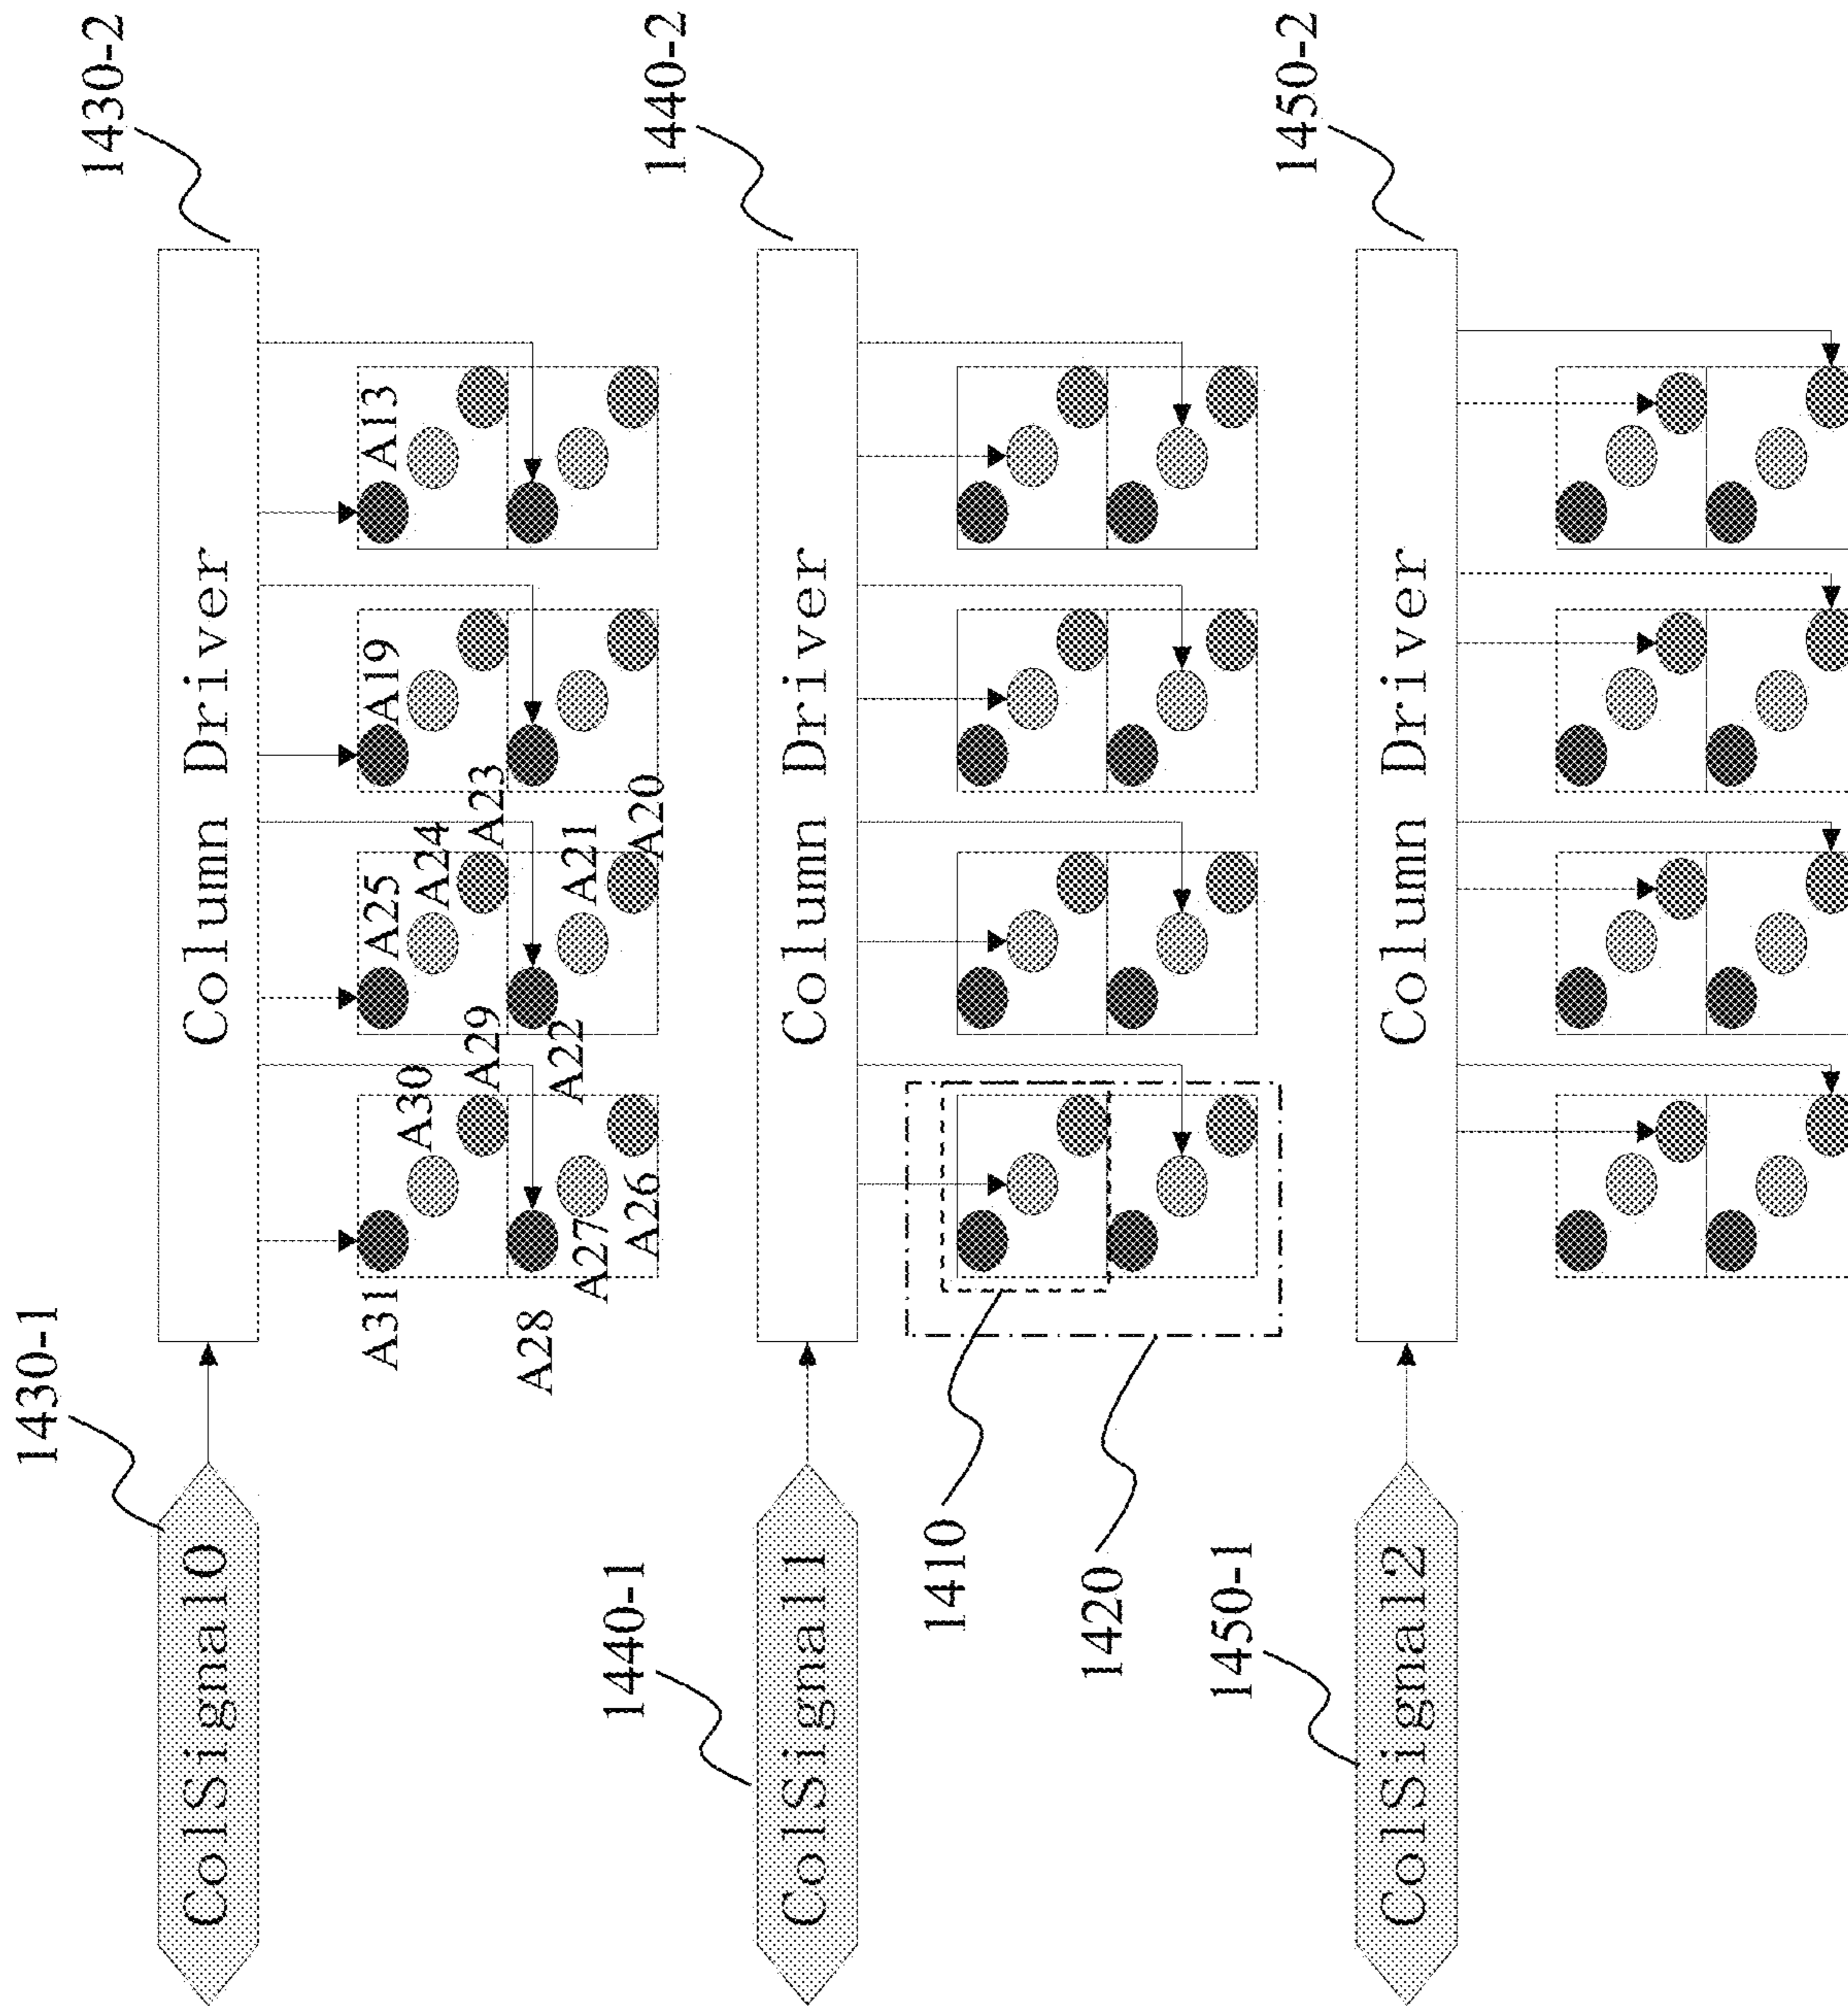 1430-1
1430-2
ColSignal0
Column Driver
A31
A30
A29
A28
A27
A26
A25
A24
A23
A22
A21
A20
A19
A13
1440-1
1440-2
ColSignal1
Column Driver
1410
1420
1450-1
1450-2
ColSignal2
Column Driver